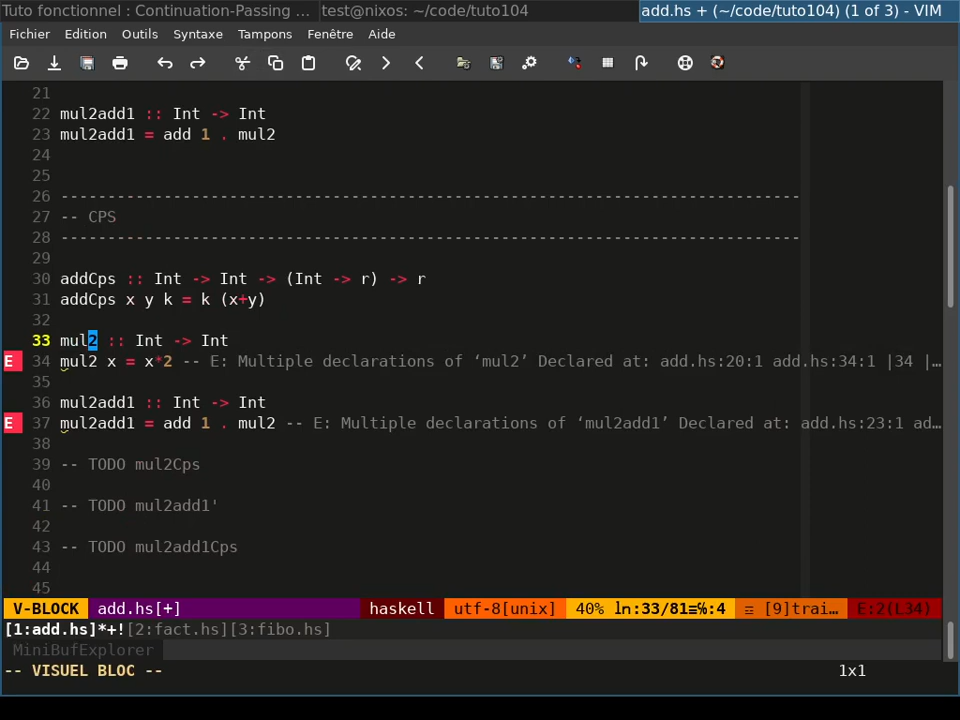 Tuto fonctionnel : Continuation-Passing ... test@nixos: ~/code/tuto104 add.hs + (~/code/tuto104) (1 of 3) - VIM
Fichier Edition Outils Syntaxe Tampons Fenêtre Aide
21
22 mul2add1 :: Int -> Int
23 mul2add1 = add 1 . mul2
24
25
26 -------------------------------------------------------------------------------
27 -- CPS
28 -------------------------------------------------------------------------------
29
30 addCps :: Int -> Int -> (Int -> r) -> r
31 addCps x y k = k (x+y)
32
33 mul2 :: Int -> Int
E 34 mul2 x = x*2 -- E: Multiple declarations of ‘mul2’ Declared at: add.hs:20:1 add.hs:34:1 |34 |…
35
36 mul2add1 :: Int -> Int
E 37 mul2add1 = add 1 . mul2 -- E: Multiple declarations of ‘mul2add1’ Declared at: add.hs:23:1 ad…
38
39 -- TODO mul2Cps
40
41 -- TODO mul2add1'
42
43 -- TODO mul2add1Cps
44
45
V-BLOCK add.hs[+] haskell utf-8[unix] 40% ln:33/81≡℅:4 ☲ [9]trai… E:2(L34)
[1:add.hs]*+![2:fact.hs][3:fibo.hs]
MiniBufExplorer
-- VISUEL BLOC -- 1x1